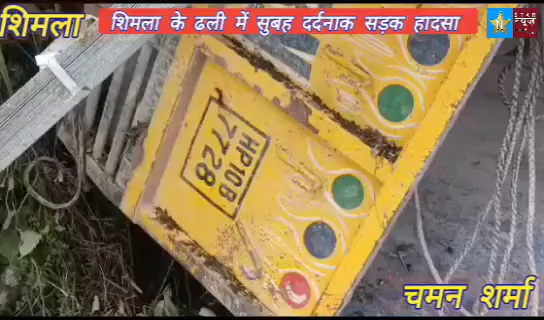 शिमला
शिमला के ढली में सुबह दर्दनाक सड़क हादसा
HP10B
7728
चमन शर्मा